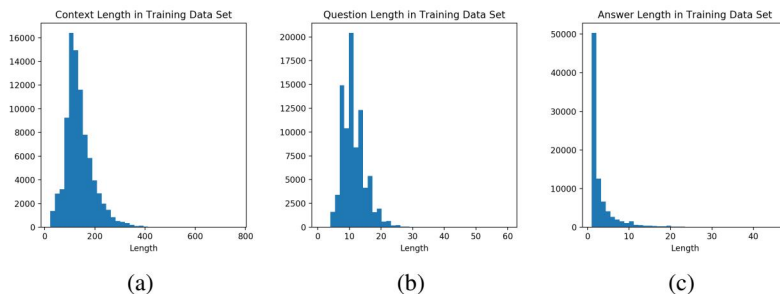 Context Length in Training Data Set
16000
14000
12000
10000
8000
6000
4000
2000
0
0 200 400 600 800
Length
(a)
Question Length in Training Data Set
20000
17500
15000
12500
10000
7500
5000
2500
0
0 10 20 30 40 50 60
Length
(b)
Answer Length in Training Data Set
50000
40000
30000
20000
10000
0
0 10 20 30 40
Length
(c)